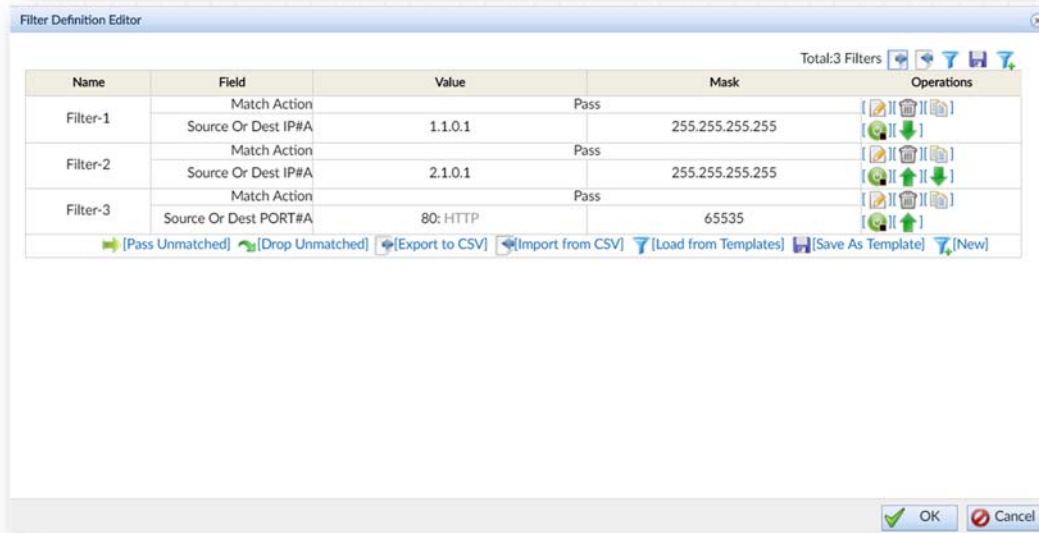 Filter Definition Editor
Total:3 Filters
Name Field Value Mask Operations
Filter-1
Match Action Pass
Source Or Dest IP#A 1.1.0.1 255.255.255.255
Filter-2
Match Action Pass
Source Or Dest IP#A 2.1.0.1 255.255.255.255
Filter-3
Match Action Pass
Source Or Dest PORT#A 80: HTTP 65535
[Pass Unmatched] [Drop Unmatched] [Export to CSV] [Import from CSV] [Load from Templates] [Save As Template] [New]
OK Cancel